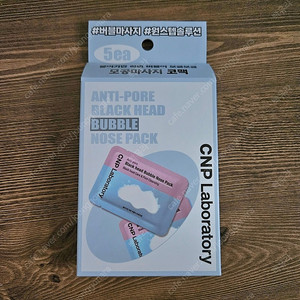 #버블마사지 #원스텝솔루션
5ea
모공마사지 코팩
ANTI-PORE
BLACK HEAD
BUBBLE
NOSE PACK
CNP Laboratory
CNP Laboratory
Black Head Bubble Nose Pack